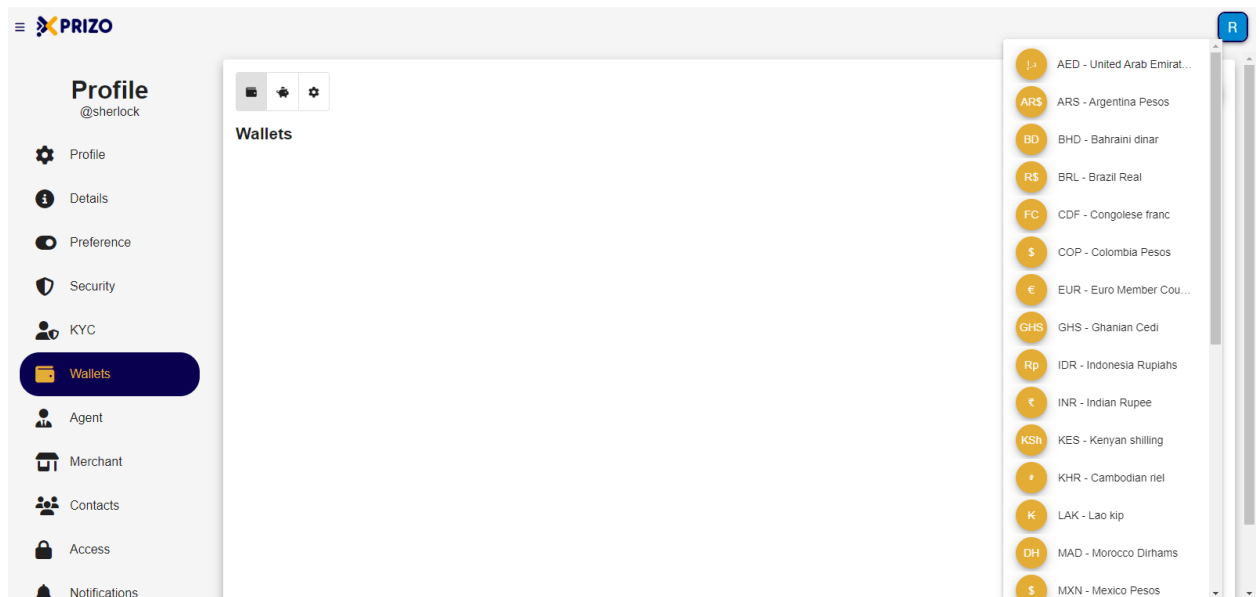 PRIZO
R
Profile
@sherlock
Profile
Details
Preference
Security
KYC
Wallets
Agent
Merchant
Contacts
Access
Notifications
Wallets
د.إ AED - United Arab Emirat...
AR$ ARS - Argentina Pesos
BD BHD - Bahraini dinar
R$ BRL - Brazil Real
FC CDF - Congolese franc
$ COP - Colombia Pesos
€ EUR - Euro Member Cou...
GHS GHS - Ghanian Cedi
Rp IDR - Indonesia Rupiahs
₹ INR - Indian Rupee
KSh KES - Kenyan shilling
KHR - Cambodian riel
₭ LAK - Lao kip
DH MAD - Morocco Dirhams
$ MXN - Mexico Pesos